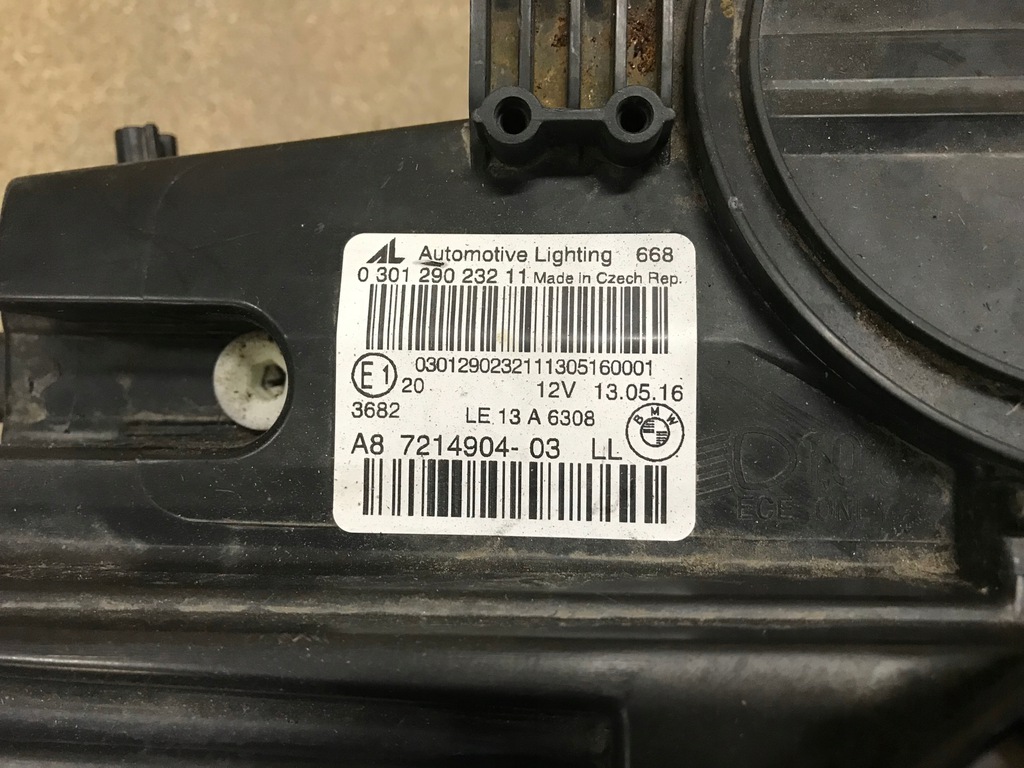 AL Automotive Lighting 668
0 301 290 232 11 Made in Czech Rep.
0301290232111305160001
E1 20 12V 13.05.16
3682 LE 13 A 6308 BMW
A8 7214904- 03 LL
ECE